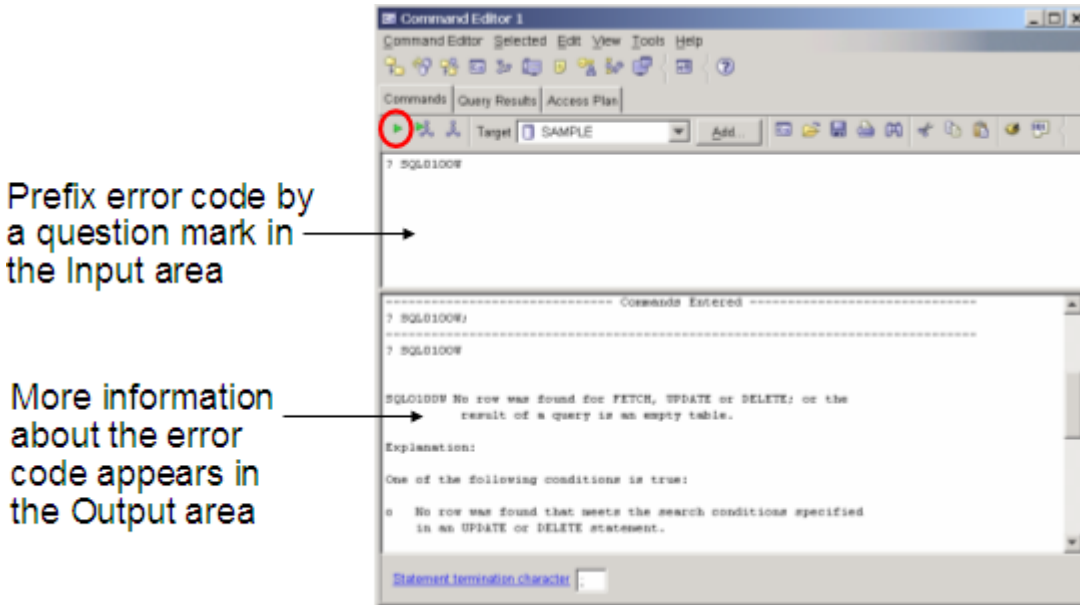 Command Editor 1
Command Editor Selected Edit View Tools Help
Commands Query Results Access Plan
Target SAMPLE Add...
? SQL0100W
Prefix error code by
a question mark in
the Input area
------------------------------ Commands Entered ------------------------------
? SQL0100W;
------------------------------------------------------------------------------
? SQL0100W
SQL0100W No row was found for FETCH, UPDATE or DELETE; or the
result of a query is an empty table.
Explanation:
One of the following conditions is true:
o No row was found that meets the search conditions specified
in an UPDATE or DELETE statement.
More information
about the error
code appears in
the Output area
Statement termination character ;